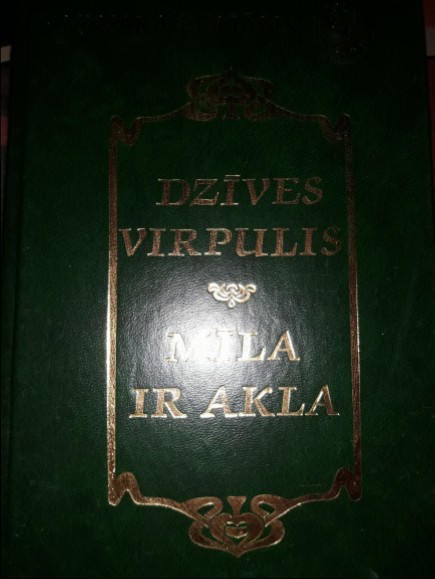 DZĪVES
VIRPULIS
MĪLA
IR AKLA